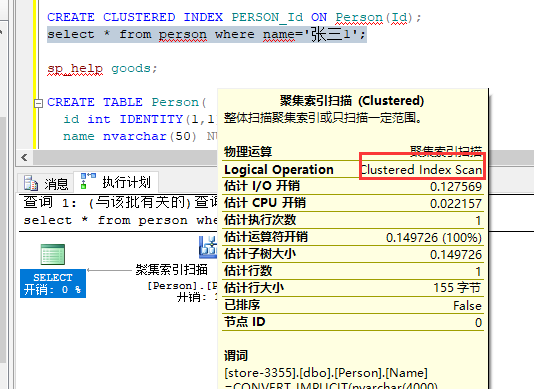 CREATE CLUSTERED INDEX PERSON_Id ON Person(Id);
select * from person where name='张三1';
sp_help goods;
CREATE TABLE Person(
id int IDENTITY(1,1
name nvarchar(50) NU
消息
执行计划
查询 1: (与该批有关的)查询
select * from person where
SELECT
开销: 0 %
聚集索引扫描
[Person].[P
开销: 1
聚集索引扫描 (Clustered)
整体扫描聚集索引或只扫描一定范围。
物理运算 聚集索引扫描
Logical Operation Clustered Index Scan
估计 I/O 开销 0.127569
估计 CPU 开销 0.022157
估计执行次数 1
估计运算符开销 0.149726 (100%)
估计子树大小 0.149726
估计行数 1
估计行大小 155 字节
已排序 False
节点 ID 0
谓词
[store-3355].[dbo].[Person].[Name]
=CONVERT_IMPLICIT(nvarchar(4000)